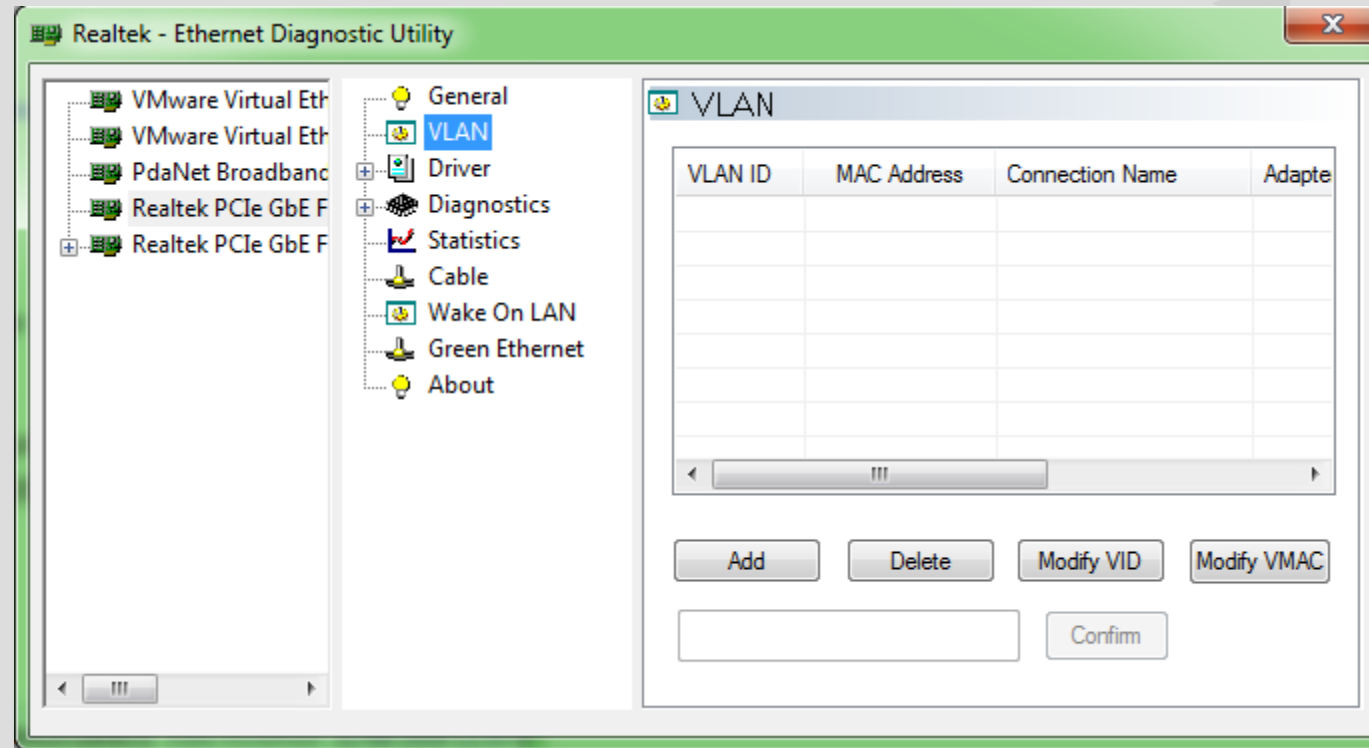 Realtek - Ethernet Diagnostic Utility
VMware Virtual Eth
VMware Virtual Eth
PdaNet Broadband
Realtek PCIe GbE F
Realtek PCIe GbE F
General
VLAN
Driver
Diagnostics
Statistics
Cable
Wake On LAN
Green Ethernet
About
VLAN
VLAN ID MAC Address Connection Name Adapte
Add Delete Modify VID Modify VMAC
Confirm